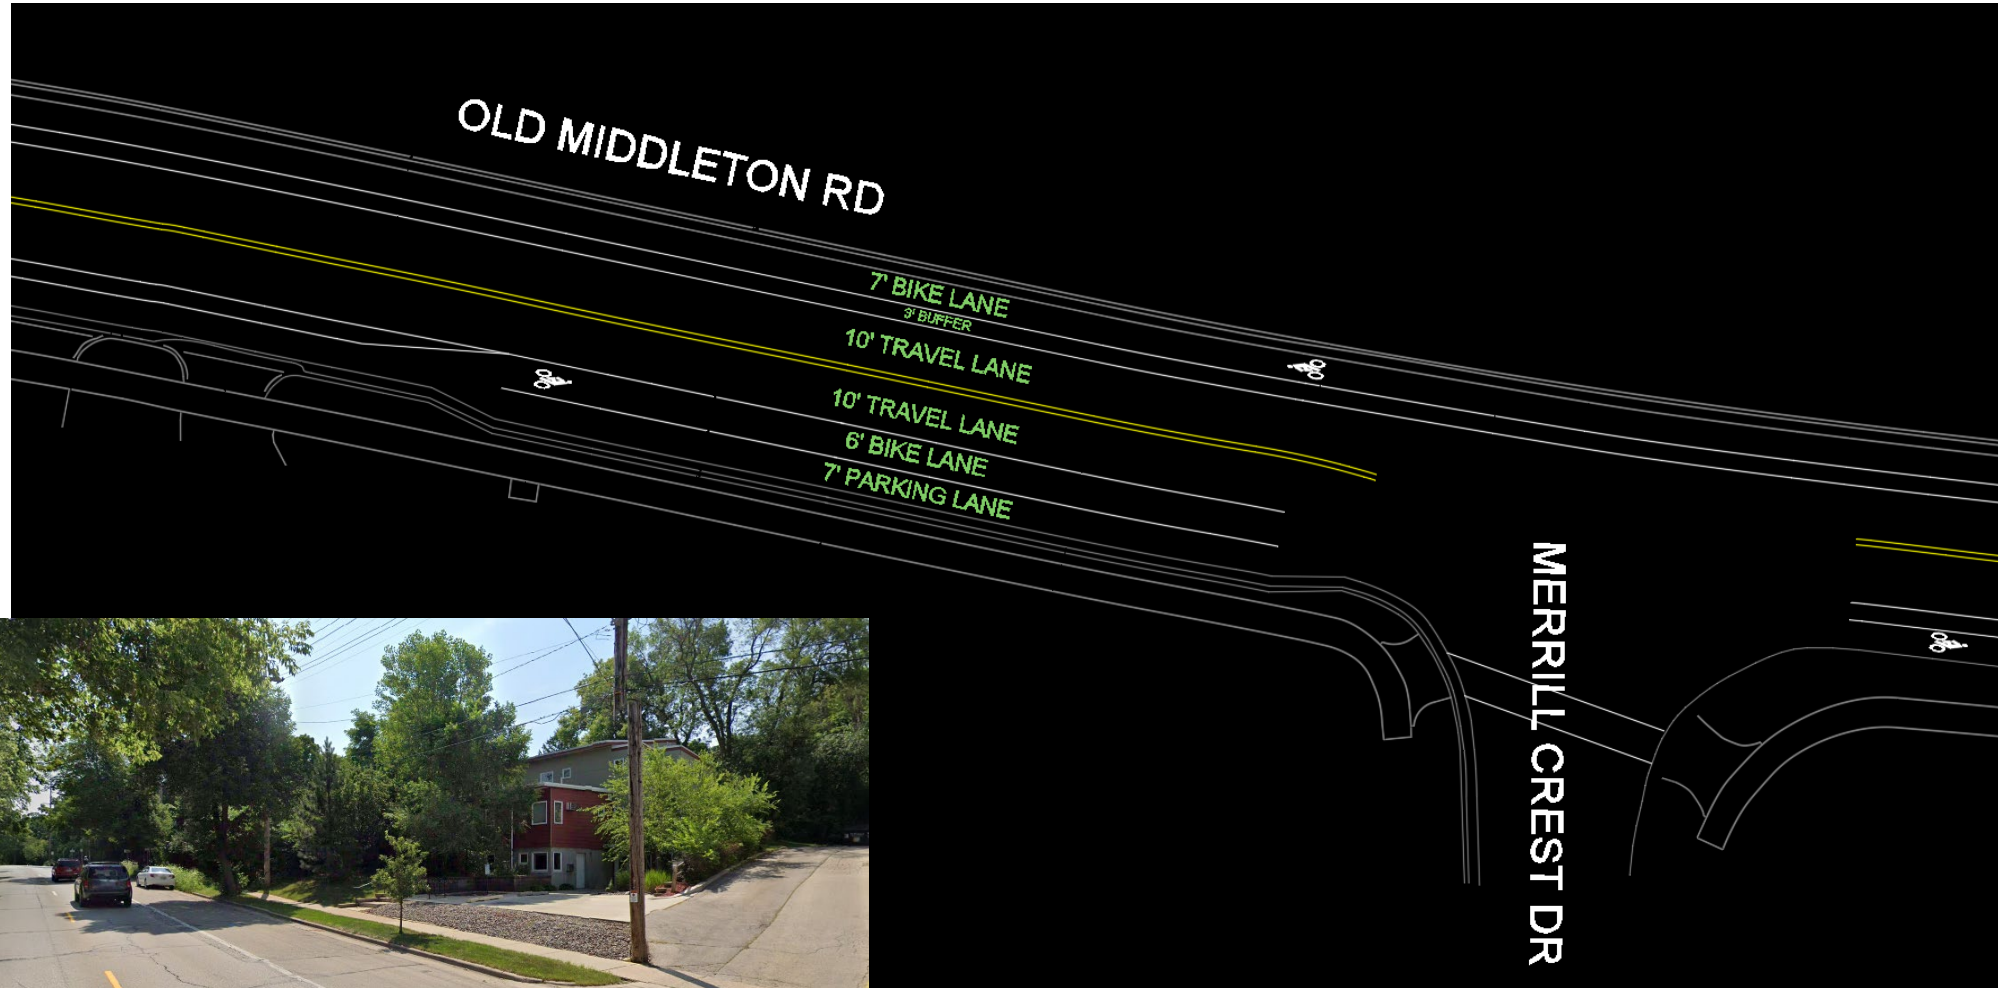 OLD MIDDLETON RD
7' BIKE LANE
3' BUFFER
10' TRAVEL LANE
10' TRAVEL LANE
6' BIKE LANE
7' PARKING LANE
MERRILL CREST DR